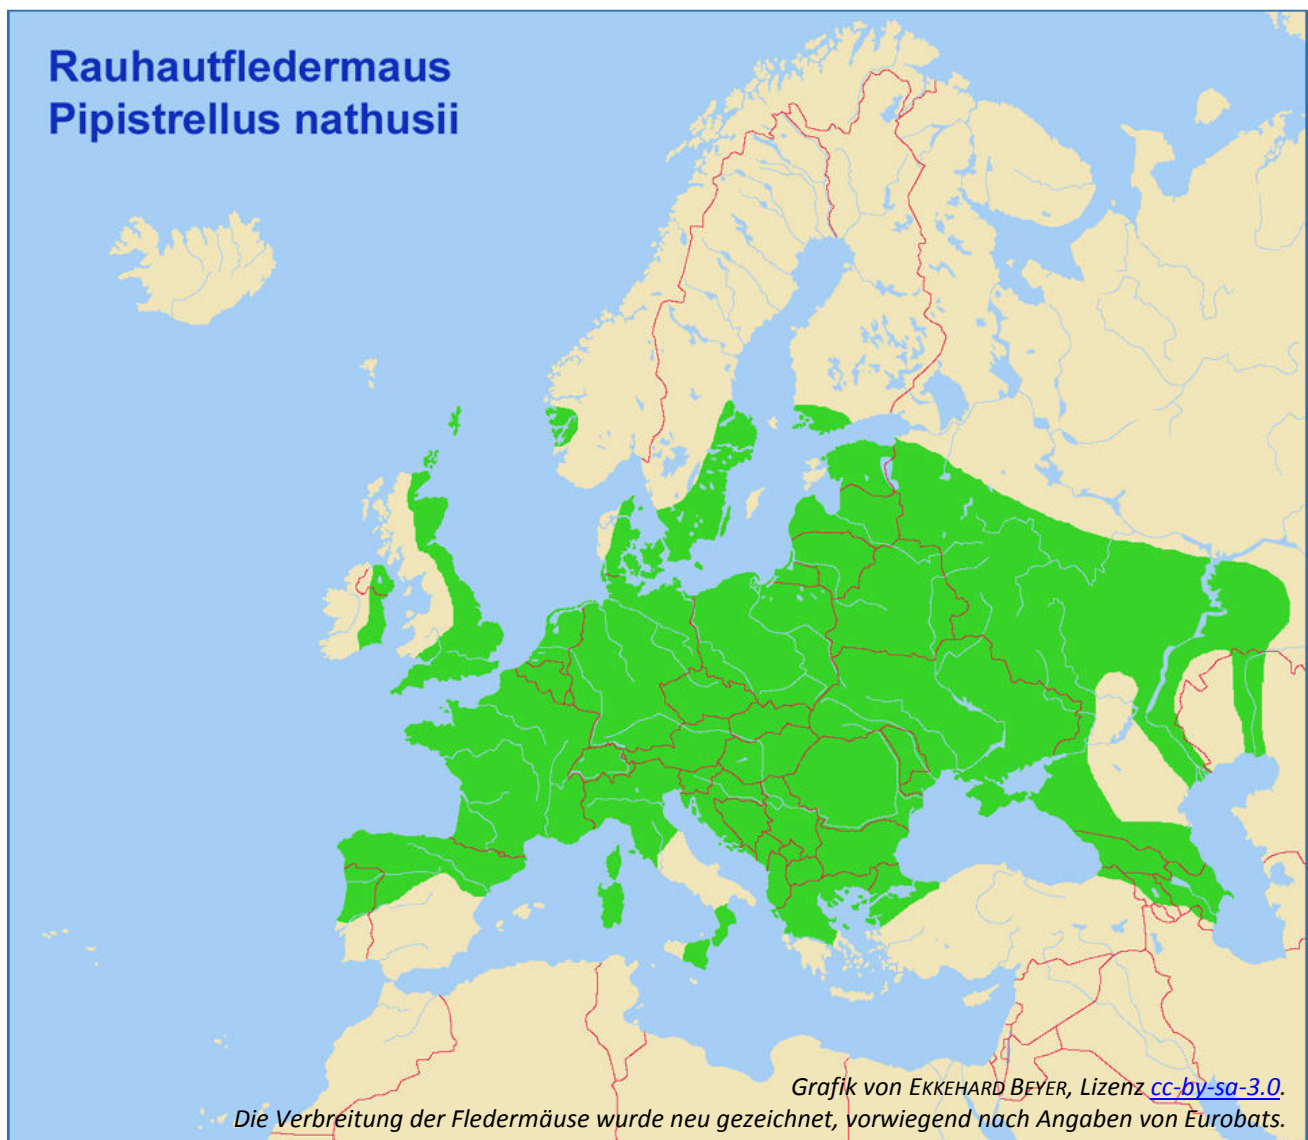 Rauhautfledermaus
Pipistrellus nathusii
Grafik von EKKEHARD BEYER, Lizenz cc-by-sa-3.0.
Die Verbreitung der Fledermäuse wurde neu gezeichnet, vorwiegend nach Angaben von Eurobats.